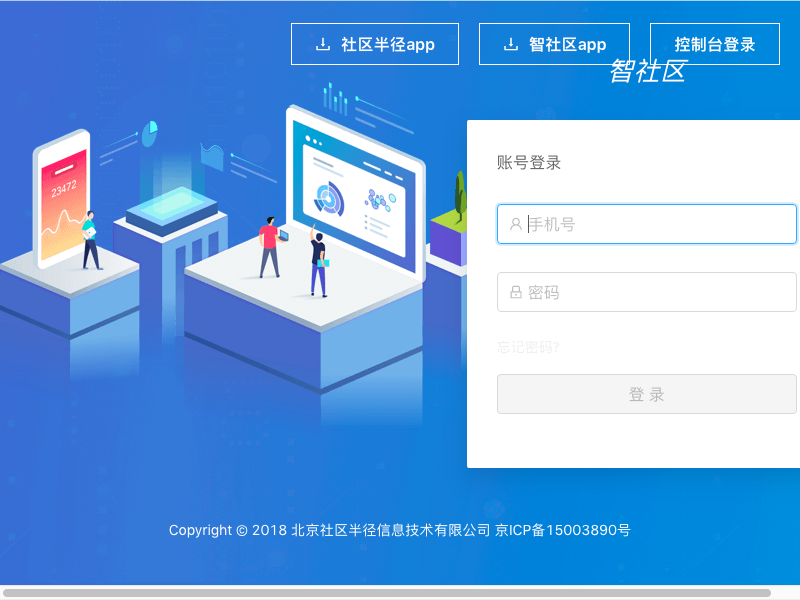 社区半径app
智社区app
控制台登录
智社区
23472
账号登录
手机号
密码
忘记密码?
登 录
Copyright © 2018 北京社区半径信息技术有限公司 京ICP备15003890号